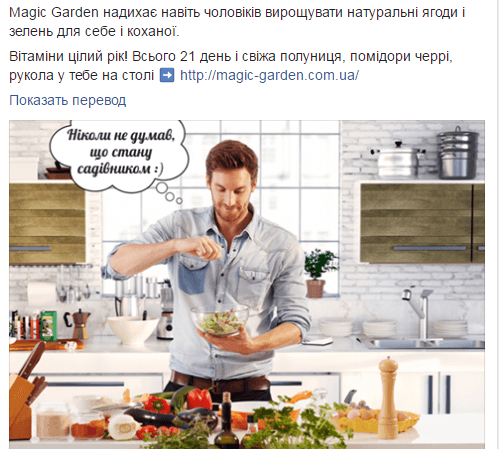 Magic Garden надихає навіть чоловіків вирощувати натуральні ягоди і
зелень для себе і коханої.
Вітаміни цілий рік! Всього 21 день і свіжа полуниця, помідори черрі,
рукола у тебе на столі ➡ http://magic-garden.com.ua/
Показать перевод
Ніколи не думав,
що стану
садівником :)